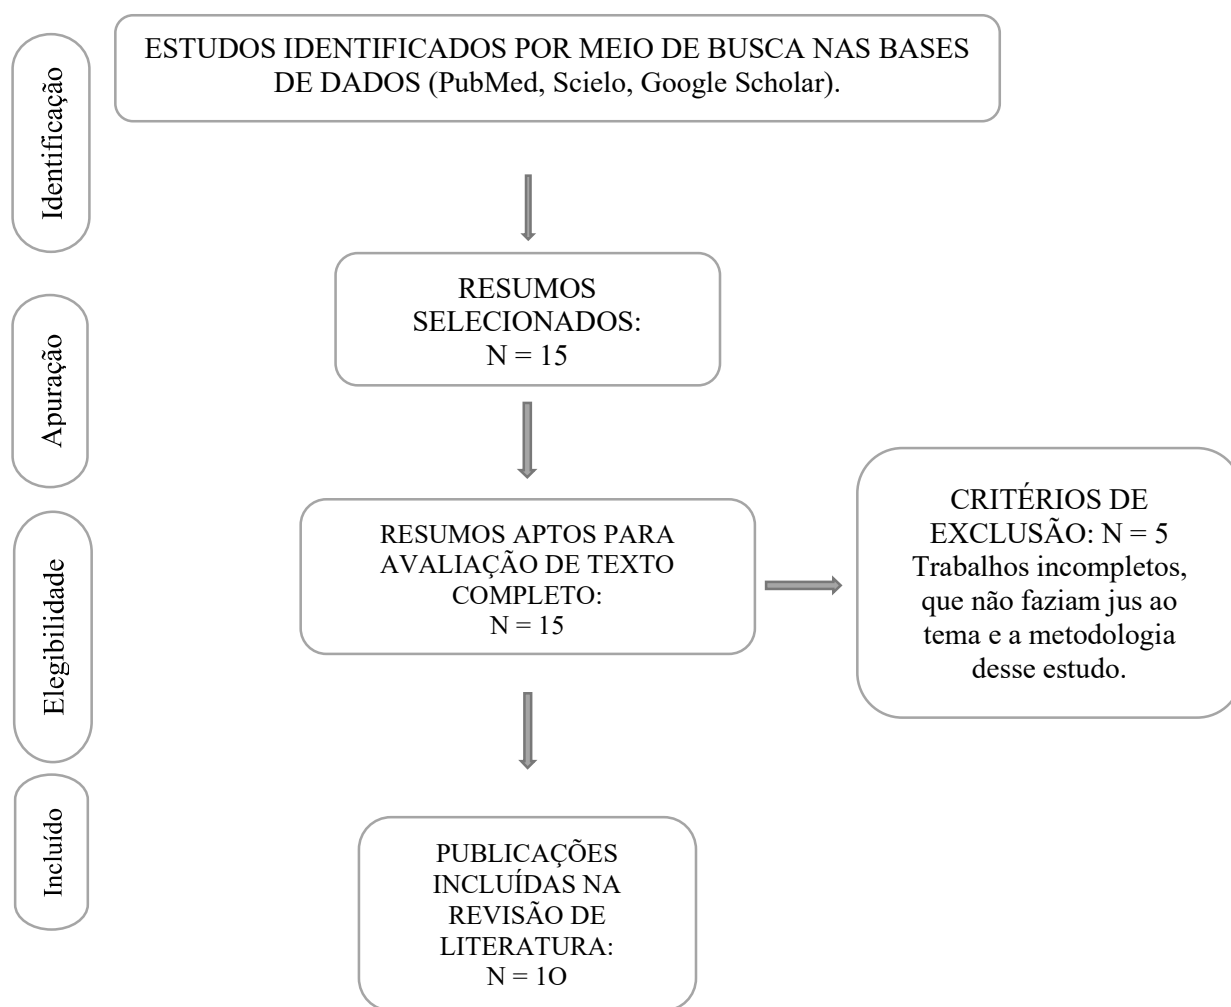 Identificação
ESTUDOS IDENTIFICADOS POR MEIO DE BUSCA NAS BASES
DE DADOS (PubMed, Scielo, Google Scholar).
Apuração
RESUMOS
SELECIONADOS:
N = 15
Elegibilidade
RESUMOS APTOS PARA
AVALIAÇÃO DE TEXTO
COMPLETO:
N = 15
CRITÉRIOS DE
EXCLUSÃO: N = 5
Trabalhos incompletos,
que não faziam jus ao
tema e a metodologia
desse estudo.
Incluído
PUBLICAÇÕES
INCLUÍDAS NA
REVISÃO DE
LITERATURA:
N = 1O